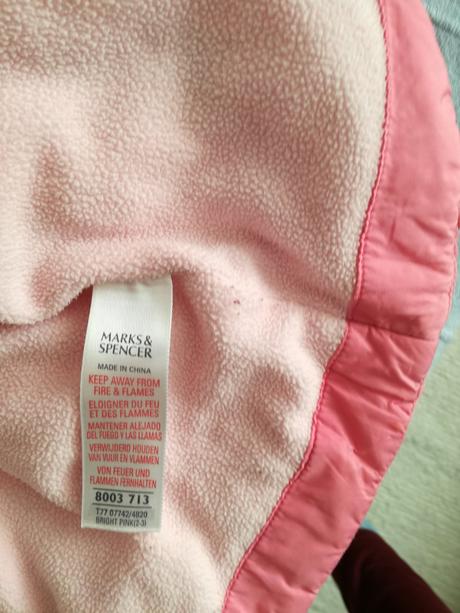 MARKS &
SPENCER
MADE IN CHINA
KEEP AWAY FROM
FIRE & FLAMES
ELOIGNER DU FEU
ET DES FLAMMES
MANTENER ALEJADO
DEL FUEGO Y LAS LLAMAS
VERWIJDERD HOUDEN
VAN VUUR EN VLAMMEN
VON FEUER UND
FLAMMEN FERNHALTEN
8003 713
T77 07742/4820
BRIGHT PINK(2-3)